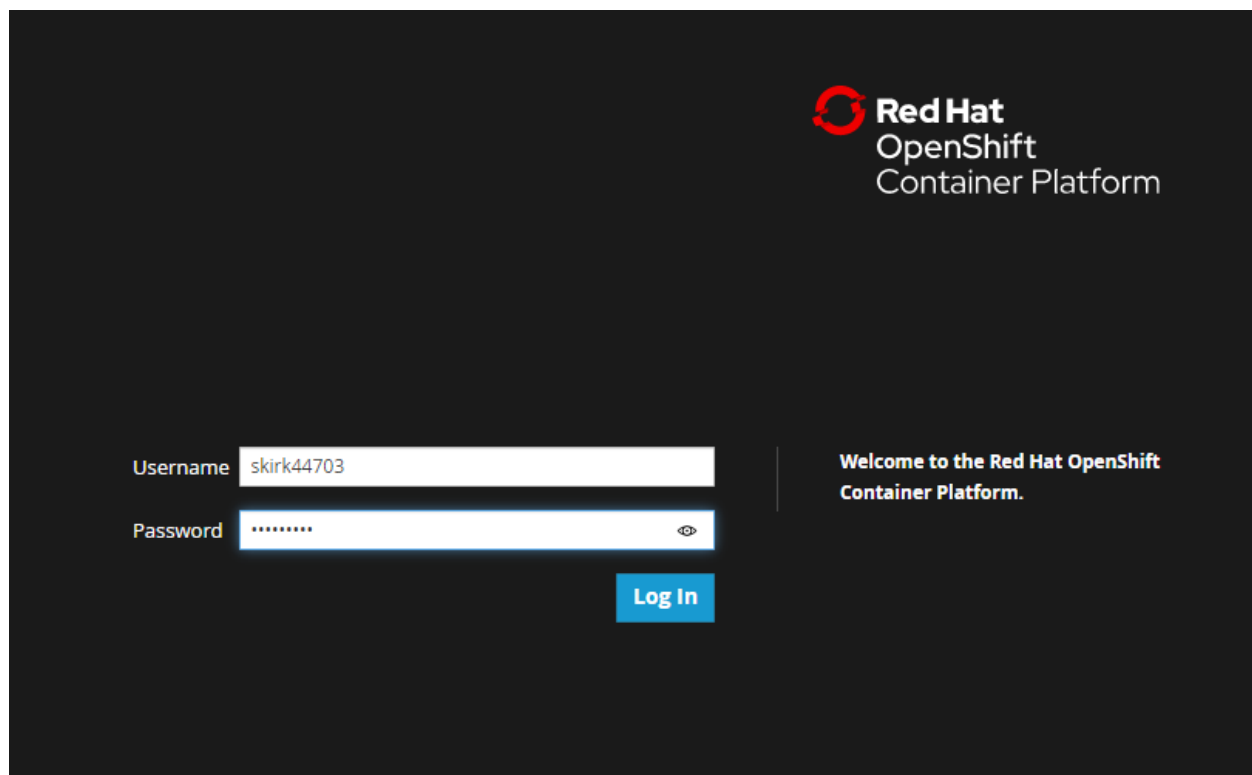 Red Hat
OpenShift
Container Platform
Username skirk44703
Password •••••••••
Log In
Welcome to the Red Hat OpenShift
Container Platform.